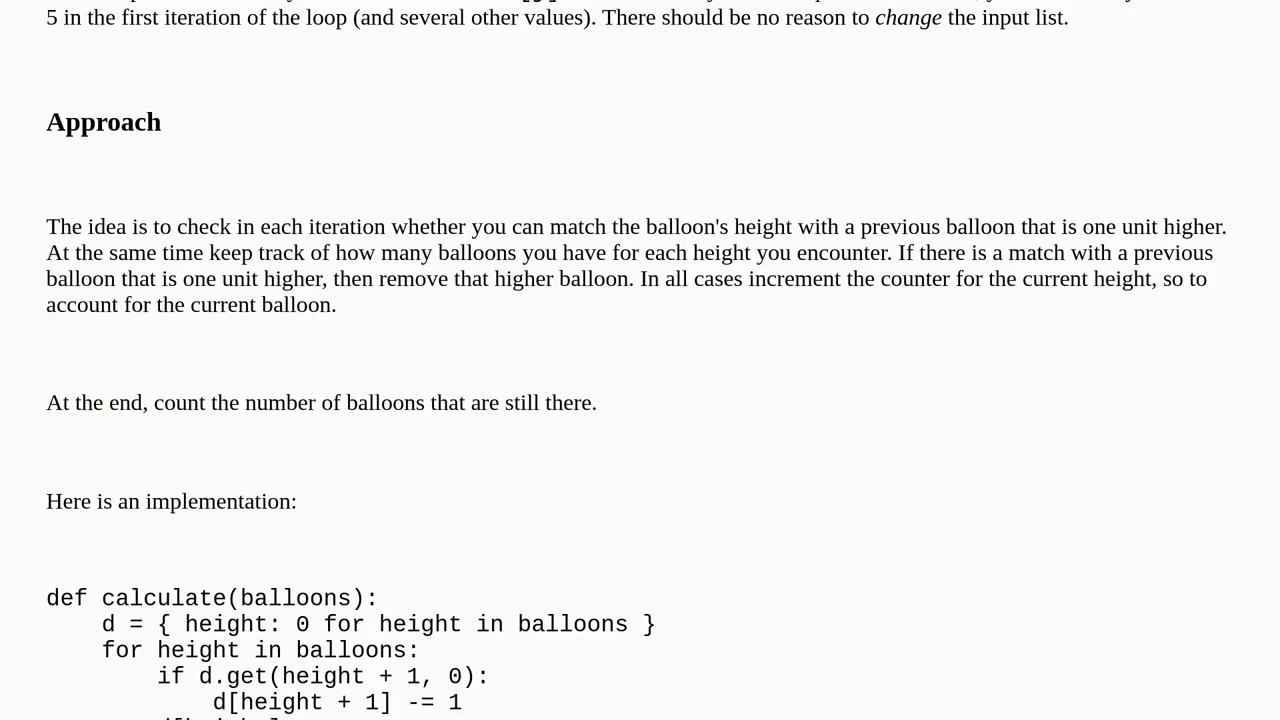 5 in the first iteration of the loop (and several other values). There should be no reason to change the input list.
Approach
The idea is to check in each iteration whether you can match the balloon's height with a previous balloon that is one unit higher.
At the same time keep track of how many balloons you have for each height you encounter. If there is a match with a previous
balloon that is one unit higher, then remove that higher balloon. In all cases increment the counter for the current height, so to
account for the current balloon.
At the end, count the number of balloons that are still there.
Here is an implementation:
def calculate(balloons):
    d = { height: 0 for height in balloons }
    for height in balloons:
        if d.get(height + 1, 0):
            d[height + 1] -= 1